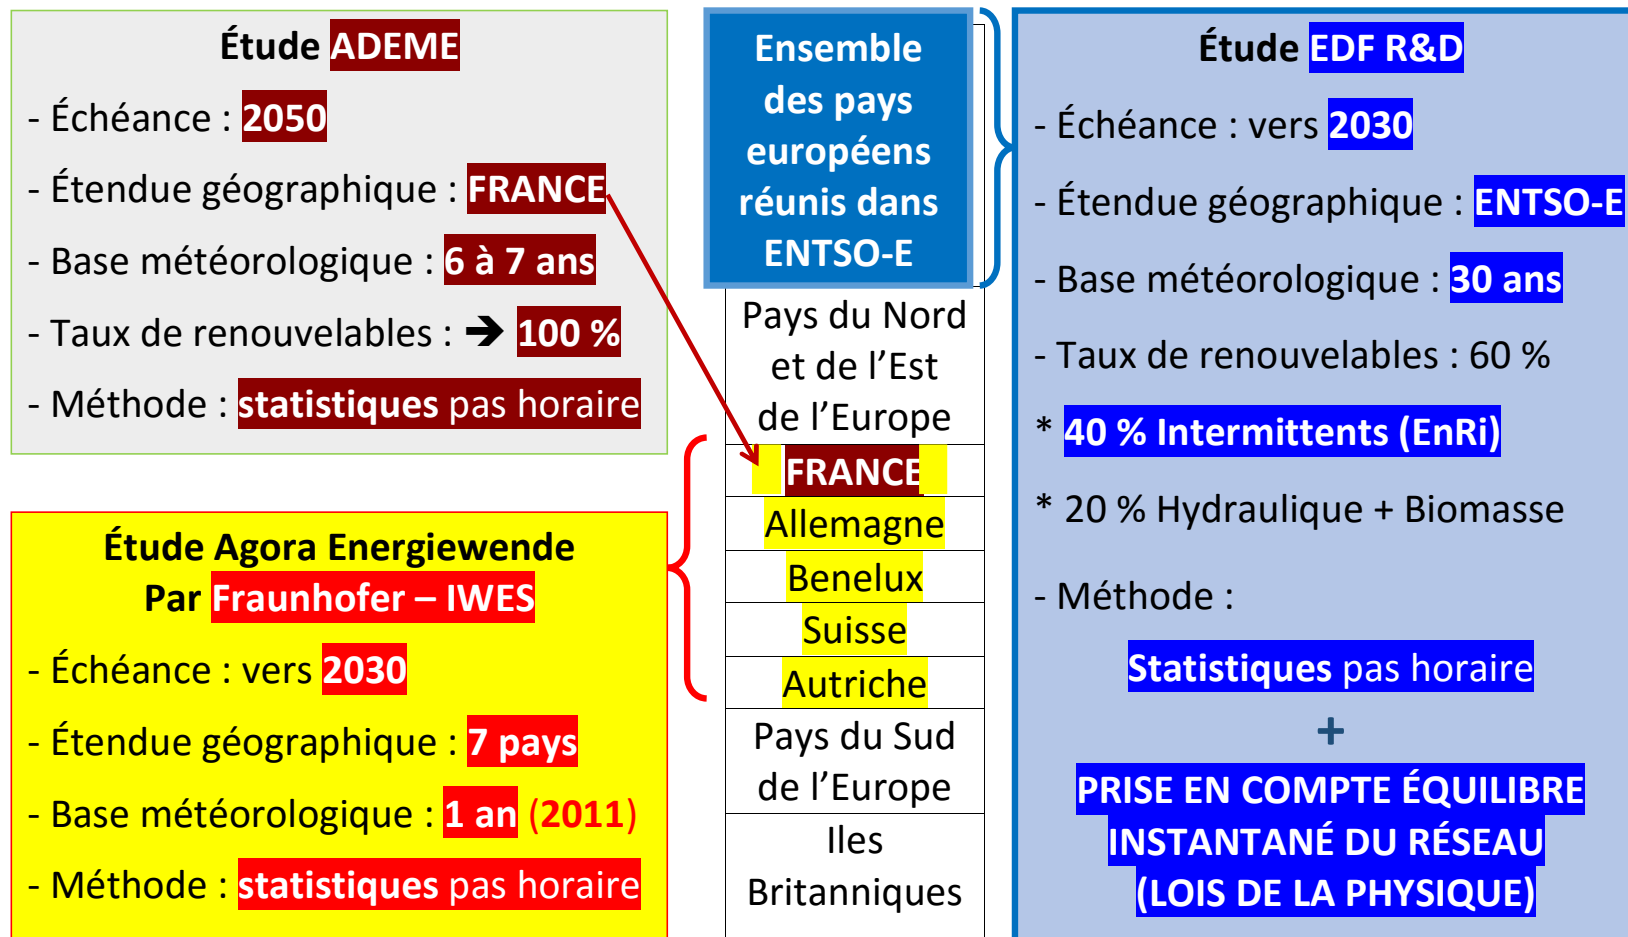 Étude ADEME
- Échéance : 2050
- Étendue géographique : FRANCE
- Base météorologique : 6 à 7 ans
- Taux de renouvelables : ➔ 100 %
- Méthode : statistiques pas horaire
Étude Agora Energiewende
Par Fraunhofer – IWES
- Échéance : vers 2030
- Étendue géographique : 7 pays
- Base météorologique : 1 an (2011)
- Méthode : statistiques pas horaire
Ensemble
des pays
européens
réunis dans
ENTSO-E
Pays du Nord
et de l’Est
de l’Europe
FRANCE
Allemagne
Benelux
Suisse
Autriche
Pays du Sud
de l’Europe
Iles
Britanniques
Étude EDF R&D
- Échéance : vers 2030
- Étendue géographique : ENTSO-E
- Base météorologique : 30 ans
- Taux de renouvelables : 60 %
* 40 % Intermittents (EnRi)
* 20 % Hydraulique + Biomasse
- Méthode :
Statistiques pas horaire
+
PRISE EN COMPTE ÉQUILIBRE
INSTANTANÉ DU RÉSEAU
(LOIS DE LA PHYSIQUE)